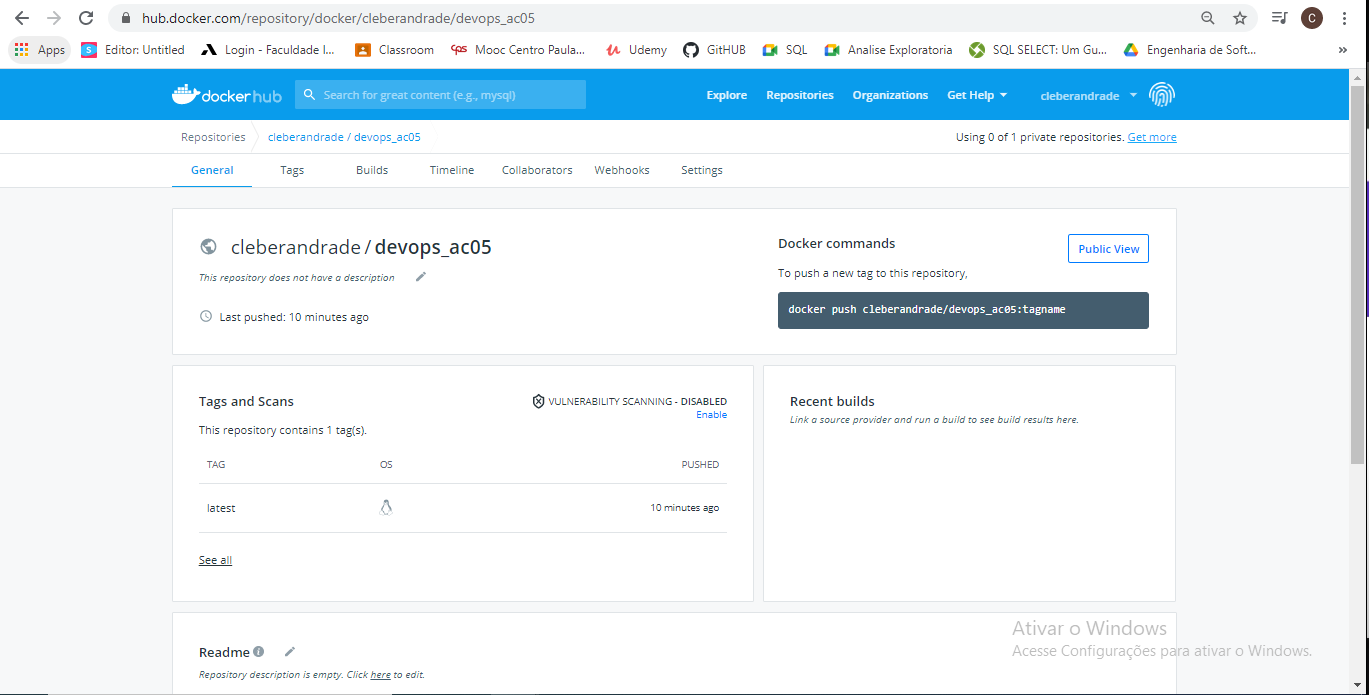 hub.docker.com/repository/docker/cleberandrade/devops_ac05
C
Apps
S Editor: Untitled
Login - Faculdade I...
Classroom
cps Mooc Centro Paula...
Udemy
GitHUB
SQL
Analise Exploratoria
SQL SELECT: Um Gu...
Engenharia de Soft...
»
dockerhub
Search for great content (e.g., mysql)
Explore
Repositories
Organizations
Get Help
cleberandrade
Repositories
cleberandrade / devops_ac05
Using 0 of 1 private repositories. Get more
General
Tags
Builds
Timeline
Collaborators
Webhooks
Settings
cleberandrade / devops_ac05
This repository does not have a description
Last pushed: 10 minutes ago
Docker commands
Public View
To push a new tag to this repository,
docker push cleberandrade/devops_ac05:tagname
Tags and Scans
VULNERABILITY SCANNING - DISABLED
Enable
This repository contains 1 tag(s).
TAG
OS
PUSHED
latest
10 minutes ago
See all
Recent builds
Link a source provider and run a build to see build results here.
Readme
Repository description is empty. Click here to edit.
Ativar o Windows
Acesse Configurações para ativar o Windows.